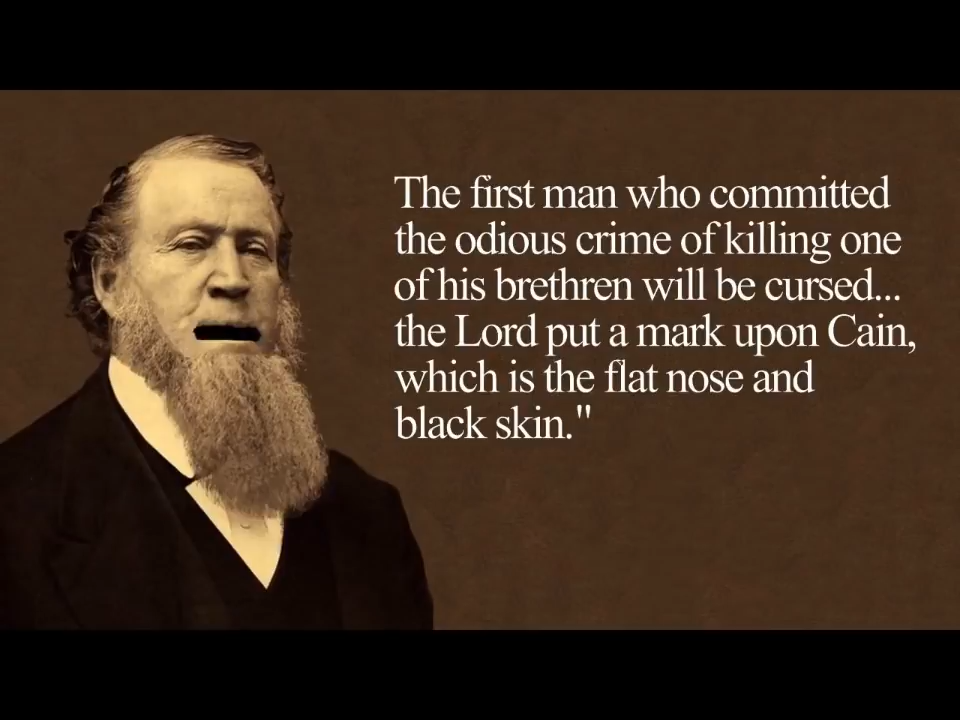 The first man who committed
the odious crime of killing one
of his brethren will be cursed...
the Lord put a mark upon Cain,
which is the flat nose and
black skin."